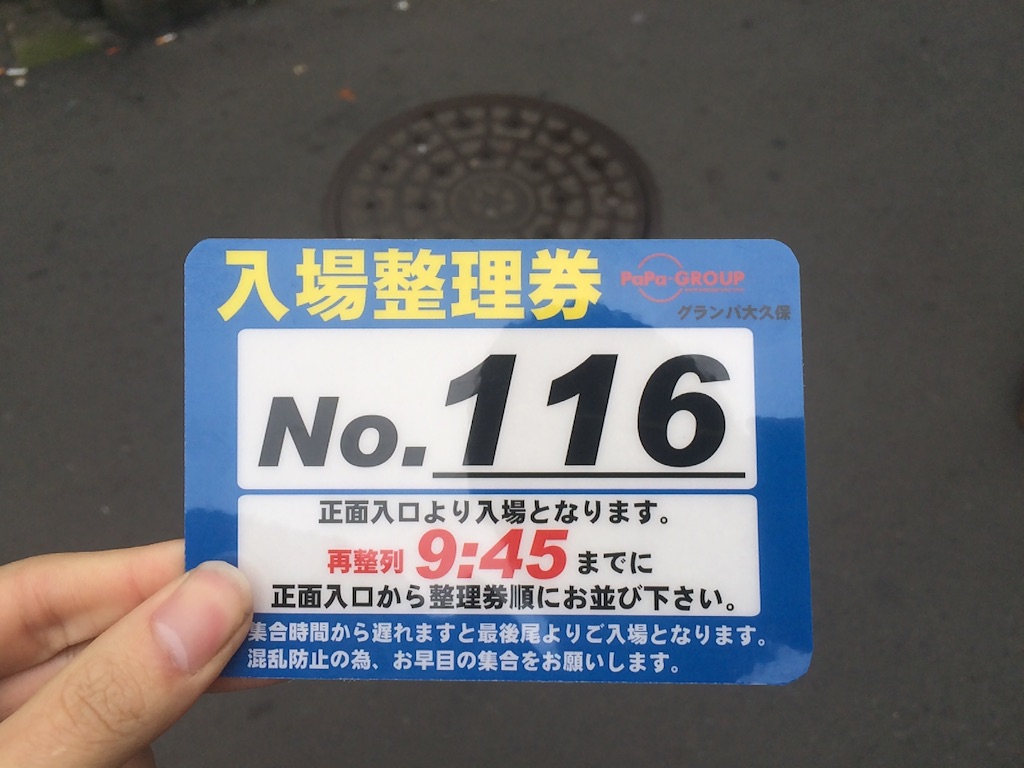 入場整理券
PaPa GROUP
グランパ大久保
No. 116
正面入口より入場となります。
再整列 9:45 までに
正面入口から整理券順にお並び下さい。
集合時間から遅れますと最後尾よりご入場となります。
混乱防止の為、お早目の集合をお願いします。